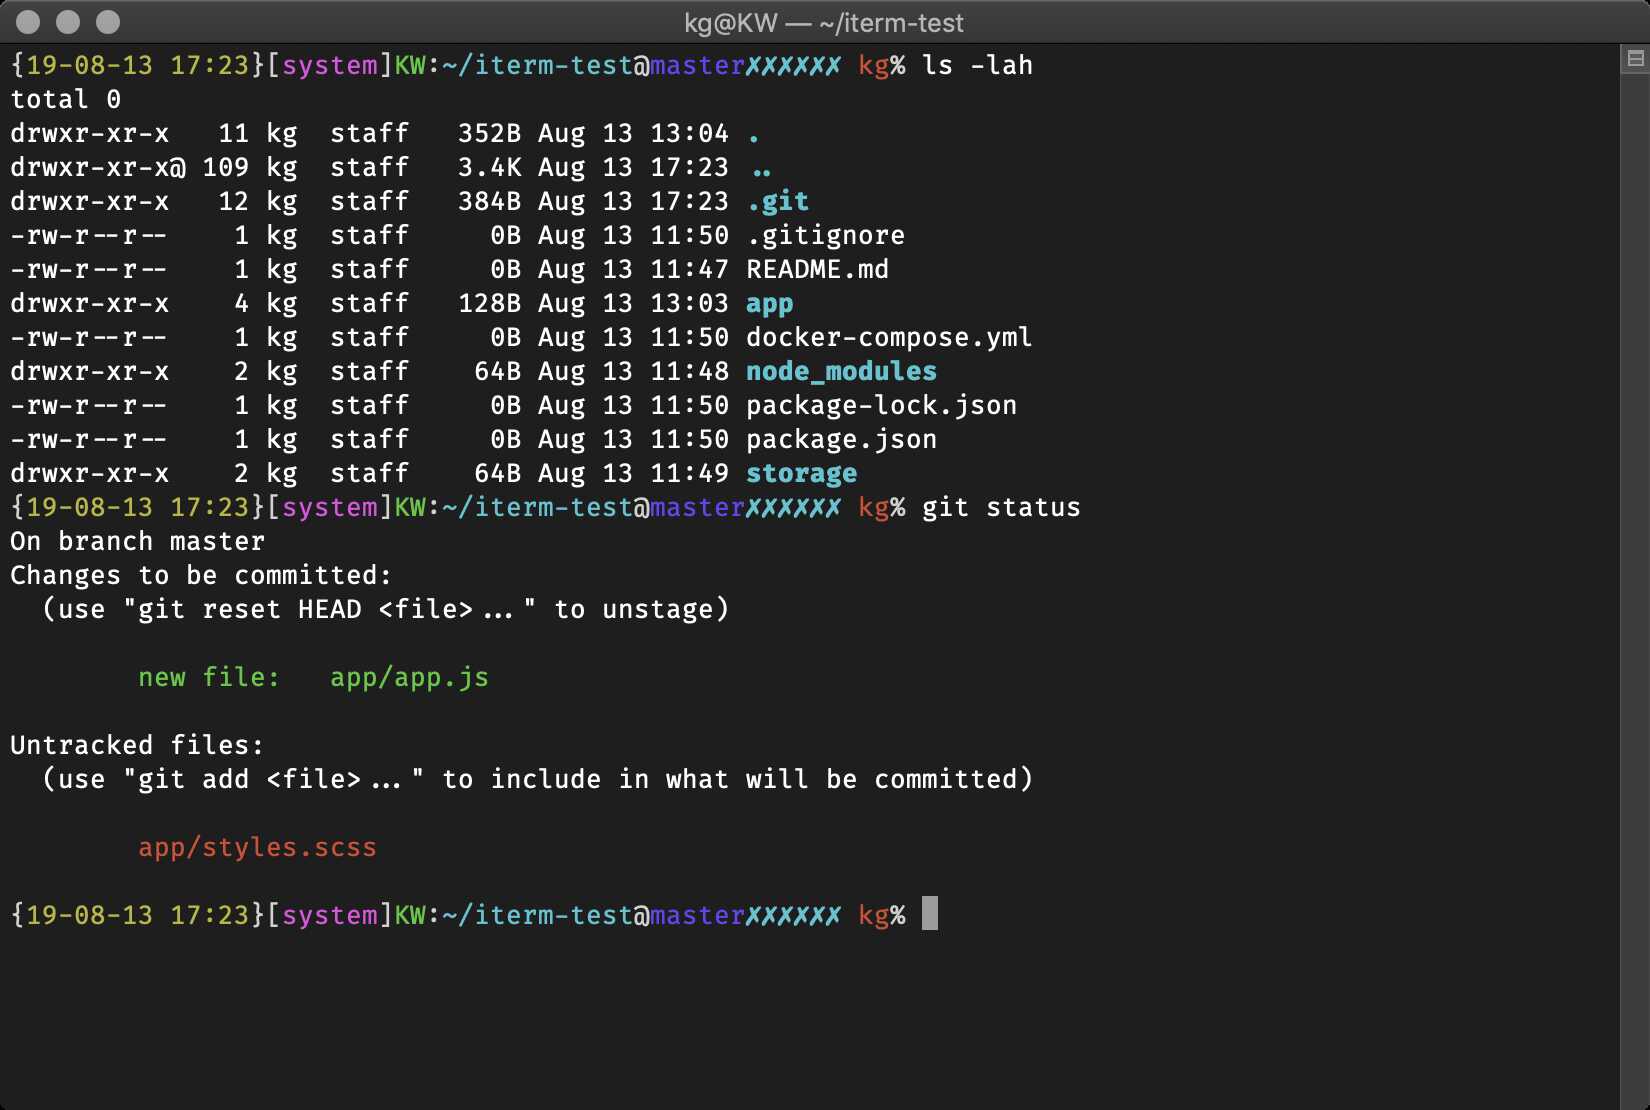 kg@KW — ~/iterm-test
{19-08-13 17:23}[system]KW:~/iterm-test@master✗✗✗✗✗✗ kg% ls -lah
total 0
drwxr-xr-x   11 kg  staff   352B Aug 13 13:04 .
drwxr-xr-x@ 109 kg  staff   3.4K Aug 13 17:23 ..
drwxr-xr-x   12 kg  staff   384B Aug 13 17:23 .git
-rw-r--r--    1 kg  staff     0B Aug 13 11:50 .gitignore
-rw-r--r--    1 kg  staff     0B Aug 13 11:47 README.md
drwxr-xr-x    4 kg  staff   128B Aug 13 13:03 app
-rw-r--r--    1 kg  staff     0B Aug 13 11:50 docker-compose.yml
drwxr-xr-x    2 kg  staff    64B Aug 13 11:48 node_modules
-rw-r--r--    1 kg  staff     0B Aug 13 11:50 package-lock.json
-rw-r--r--    1 kg  staff     0B Aug 13 11:50 package.json
drwxr-xr-x    2 kg  staff    64B Aug 13 11:49 storage
{19-08-13 17:23}[system]KW:~/iterm-test@master✗✗✗✗✗✗ kg% git status
On branch master
Changes to be committed:
  (use "git reset HEAD <file>..." to unstage)
        new file:   app/app.js
Untracked files:
  (use "git add <file>..." to include in what will be committed)
        app/styles.scss
{19-08-13 17:23}[system]KW:~/iterm-test@master✗✗✗✗✗✗ kg%